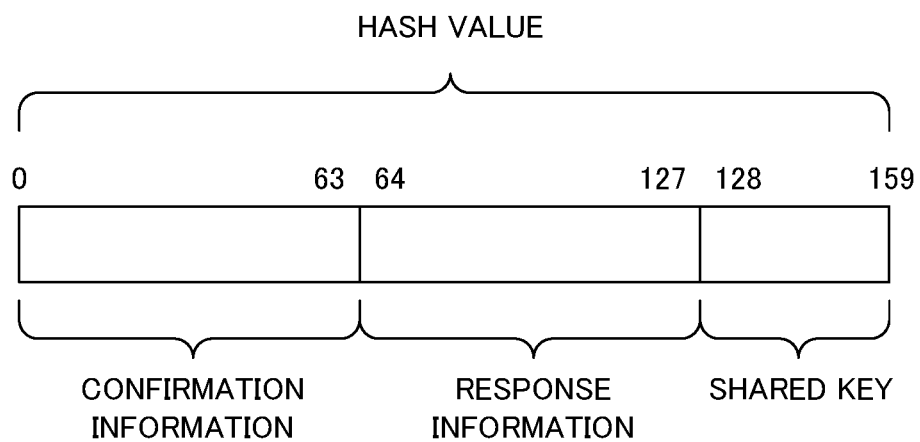 HASH VALUE
0 63 64 127 128 159
CONFIRMATION INFORMATION
RESPONSE INFORMATION
SHARED KEY